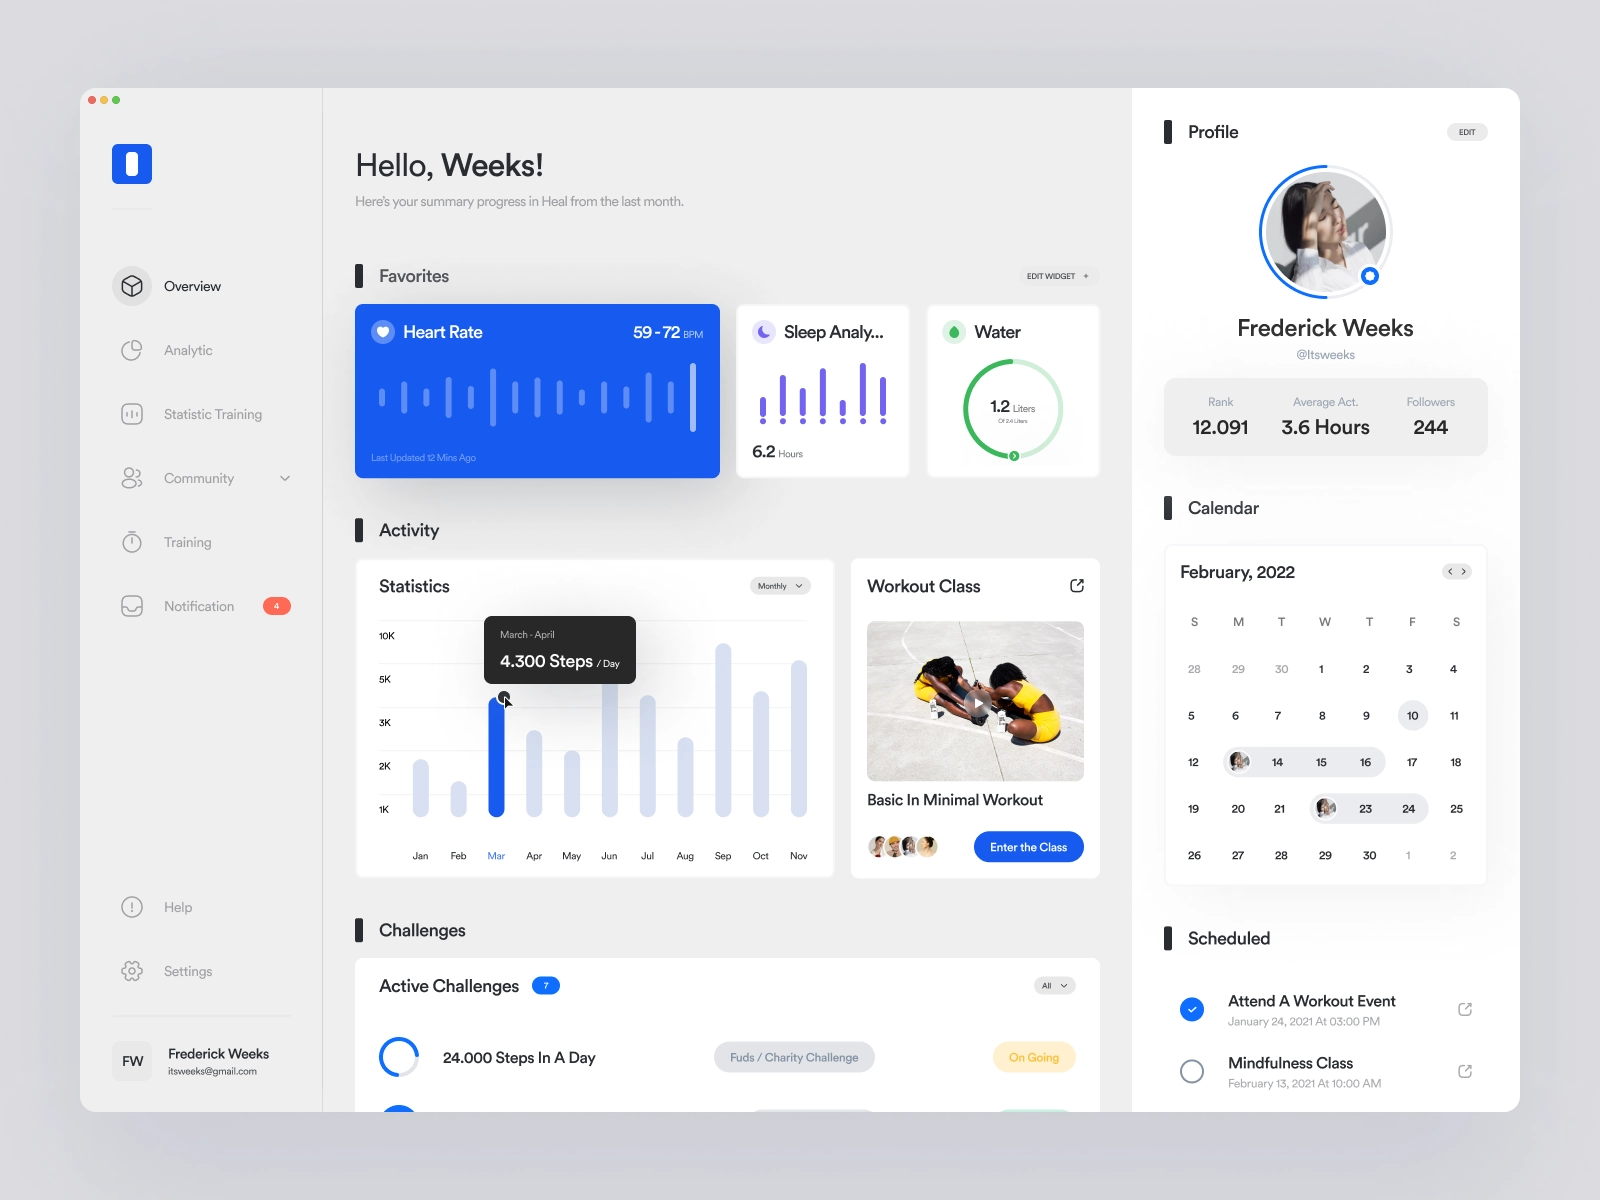 Overview
Analytic
Statistic Training
Community
Training
Notification 4
Help
Settings
FW
Frederick Weeks
itsweeks@gmail.com
Hello, Weeks!
Here's your summary progress in Heal from the last month.
Favorites
EDIT WIDGET +
Heart Rate
59 - 72 BPM
Last Updated 12 Mins Ago
Sleep Analy...
6.2 Hours
Water
1.2 Liters
Of 2.4 Liters
Activity
Statistics
Monthly
10K
5K
3K
2K
1K
March - April
4.300 Steps / Day
Jan Feb Mar Apr May Jun Jul Aug Sep Oct Nov
Workout Class
Basic In Minimal Workout
Enter the Class
Challenges
Active Challenges 7
All
24.000 Steps In A Day
Fuds / Charity Challenge
On Going
Profile
EDIT
Frederick Weeks
@Itsweeks
Rank Average Act. Followers
12.091 3.6 Hours 244
Calendar
February, 2022
S M T W T F S
28 29 30 1 2 3 4
5 6 7 8 9 10 11
12 14 15 16 17 18
19 20 21 23 24 25
26 27 28 29 30 1 2
Scheduled
Attend A Workout Event
January 24, 2021 At 03:00 PM
Mindfulness Class
February 13, 2021 At 10:00 AM